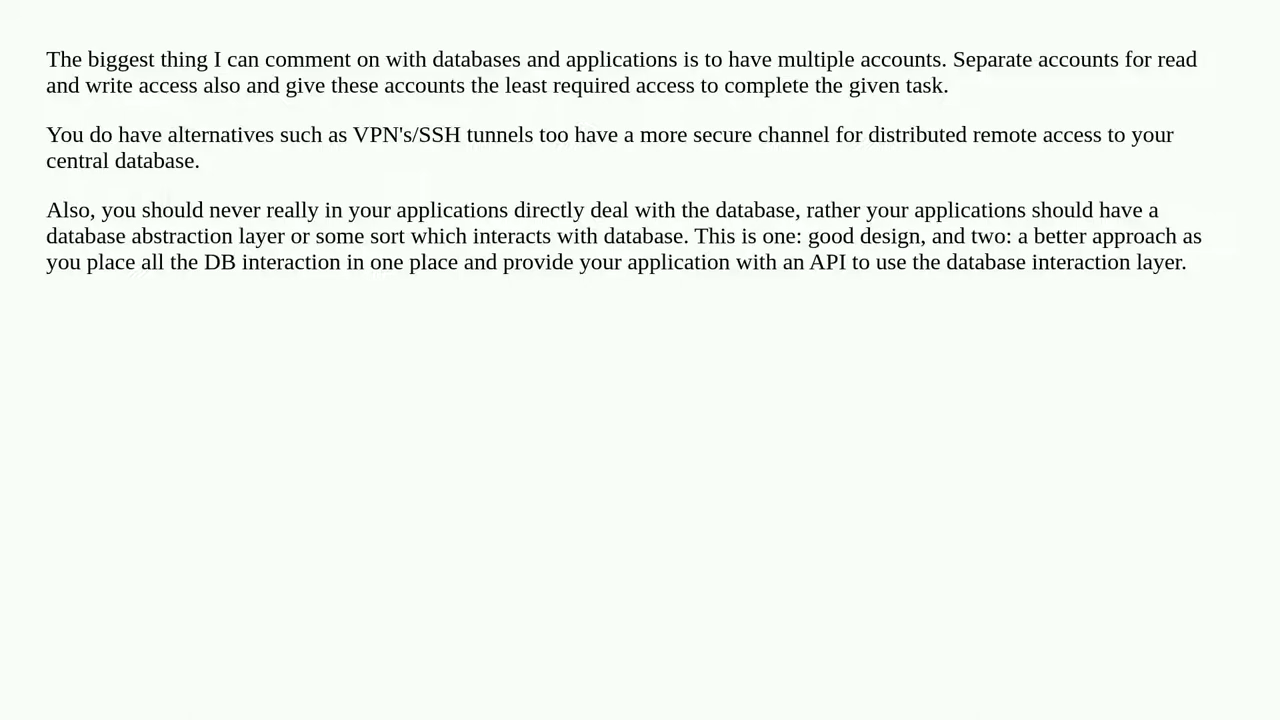 The biggest thing I can comment on with databases and applications is to have multiple accounts. Separate accounts for read
and write access also and give these accounts the least required access to complete the given task.
You do have alternatives such as VPN's/SSH tunnels too have a more secure channel for distributed remote access to your
central database.
Also, you should never really in your applications directly deal with the database, rather your applications should have a
database abstraction layer or some sort which interacts with database. This is one: good design, and two: a better approach as
you place all the DB interaction in one place and provide your application with an API to use the database interaction layer.